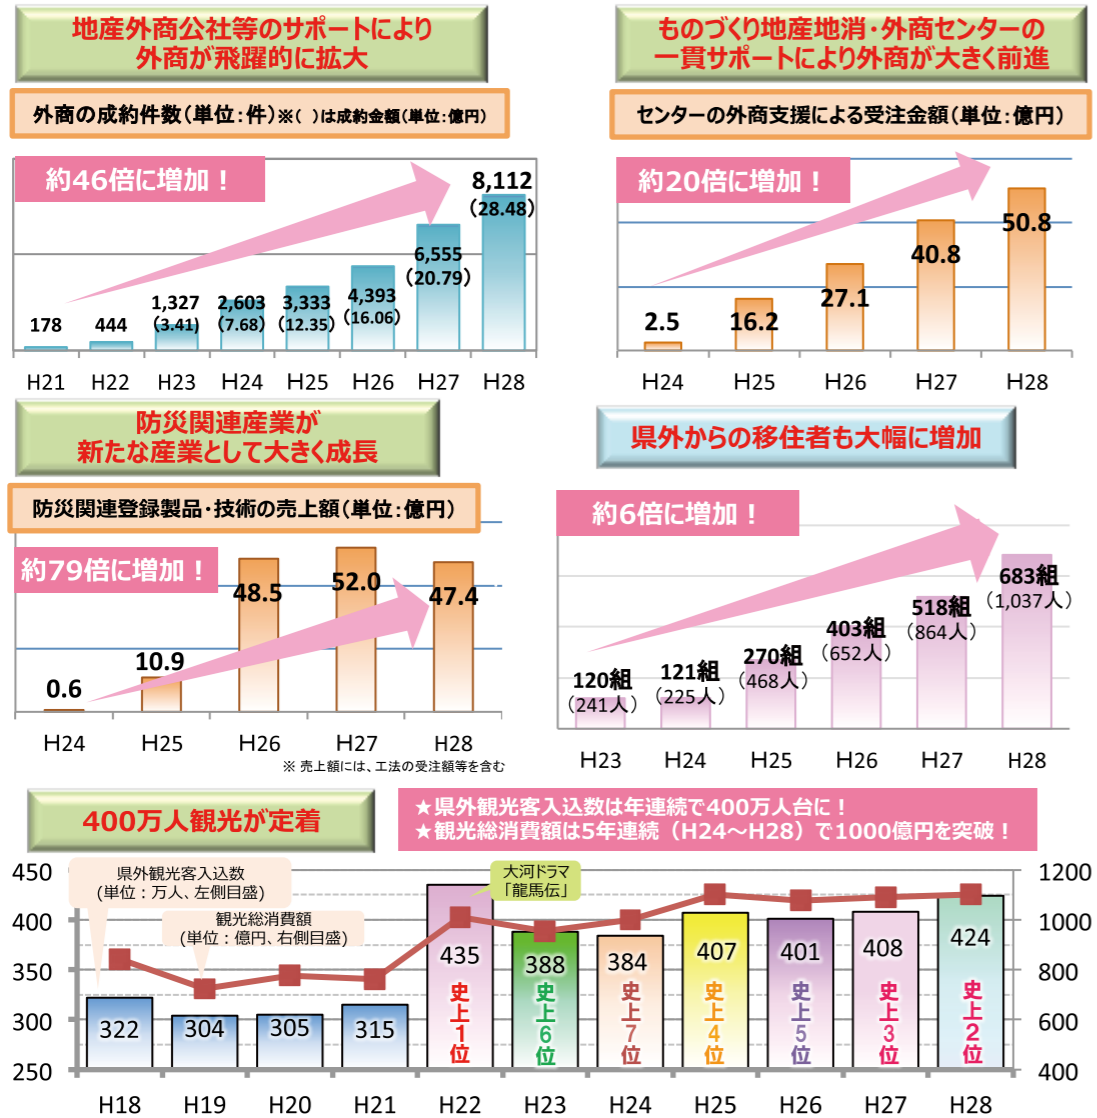 地産外商公社等のサポートにより
外商が飛躍的に拡大
外商の成約件数(単位:件)※( )は成約金額(単位:億円)
約46倍に増加!
178
444
1,327
(3.41)
2,603
(7.68)
3,333
(12.35)
4,393
(16.06)
6,555
(20.79)
8,112
(28.48)
H21 H22 H23 H24 H25 H26 H27 H28
ものづくり地産地消・外商センターの
一貫サポートにより外商が大きく前進
センターの外商支援による受注金額(単位:億円)
約20倍に増加!
2.5
16.2
27.1
40.8
50.8
H24 H25 H26 H27 H28
防災関連産業が
新たな産業として大きく成長
防災関連登録製品・技術の売上額(単位:億円)
約79倍に増加!
0.6
10.9
48.5
52.0
47.4
H24 H25 H26 H27 H28
※ 売上額には、工法の受注額等を含む
県外からの移住者も大幅に増加
約6倍に増加!
120組
(241人)
121組
(225人)
270組
(468人)
403組
(652人)
518組
(864人)
683組
(1,037人)
H23 H24 H25 H26 H27 H28
400万人観光が定着
★県外観光客入込数は年連続で400万人台に!
★観光総消費額は5年連続(H24～H28)で1000億円を突破!
県外観光客入込数
(単位:万人、左側目盛)
観光総消費額
(単位:億円、右側目盛)
大河ドラマ
「龍馬伝」
450
400
350
300
250
1200
1000
800
600
400
322
304
305
315
435
史上1位
388
史上6位
384
史上7位
407
史上4位
401
史上5位
408
史上3位
424
史上2位
H18 H19 H20 H21 H22 H23 H24 H25 H26 H27 H28